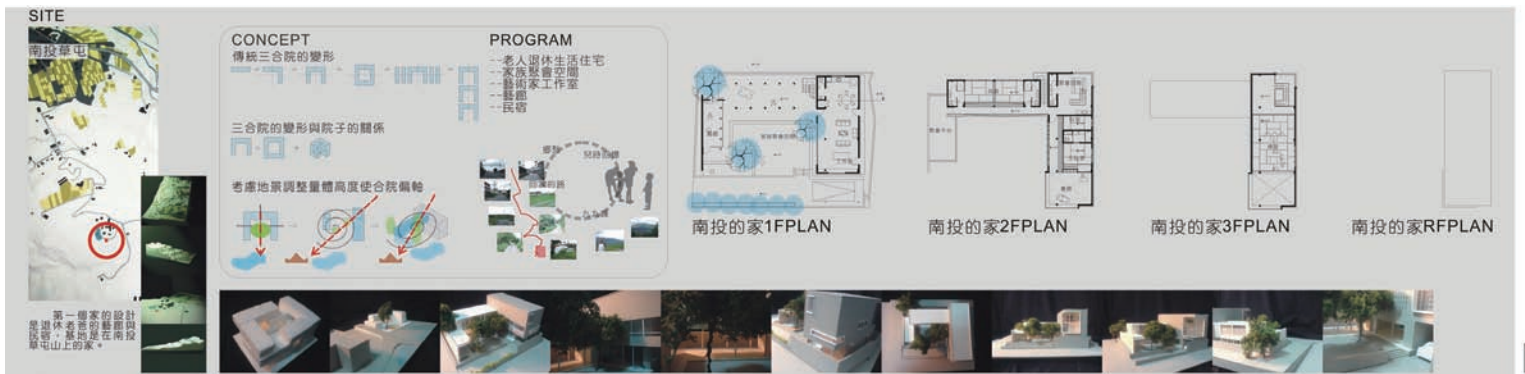 SITE
南投草屯
第一個家的設計
是退休老爸的藝廊與
民宿，基地是在南投
草屯山上的家。
CONCEPT
傳統三合院的變形
三合院的變形與院子的關係
考慮地景調整量體高度使合院偏軸
PROGRAM
--老人退休生活住宅
--家族聚會空間
--藝術家工作室
--藝廊
--民宿
回家的路
南投的家1FPLAN
南投的家2FPLAN
南投的家3FPLAN
南投的家RFPLAN